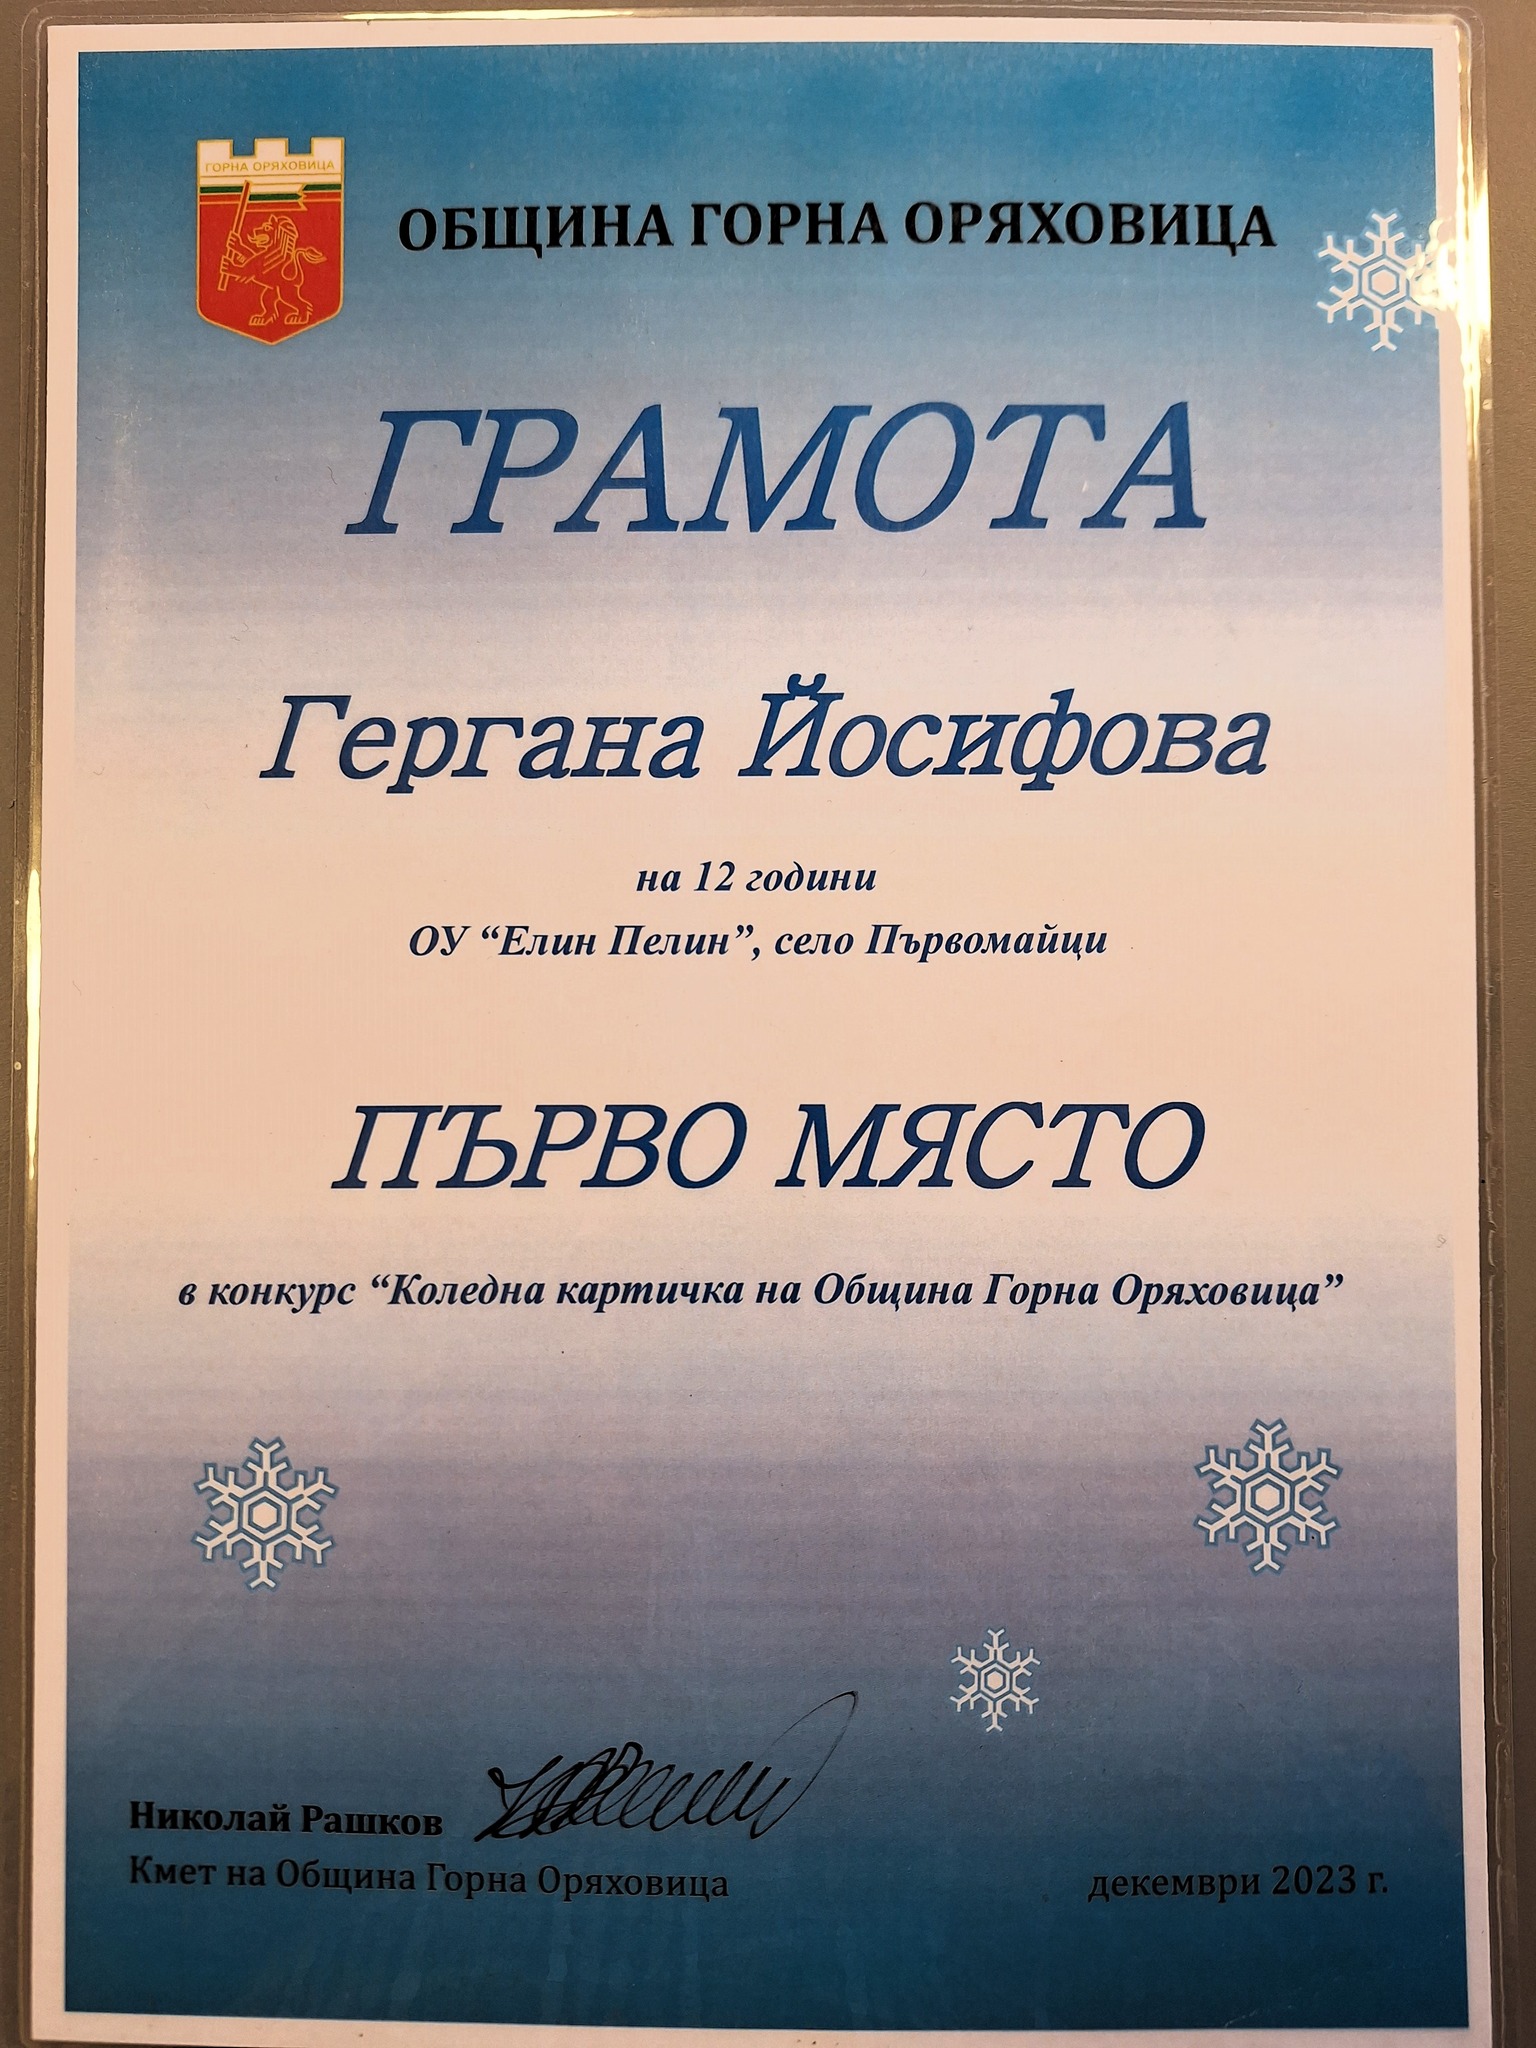 ГОРНА ОРЯХОВИЦА
ОБЩИНА ГОРНА ОРЯХОВИЦА
ГРАМОТА
Гергана Йосифова
на 12 години
ОУ “Елин Пелин”, село Първомайци
ПЪРВО МЯСТО
в конкурс “Коледна картичка на Община Горна Оряховица”
Николай Рашков
Кмет на Община Горна Оряховица
декември 2023 г.